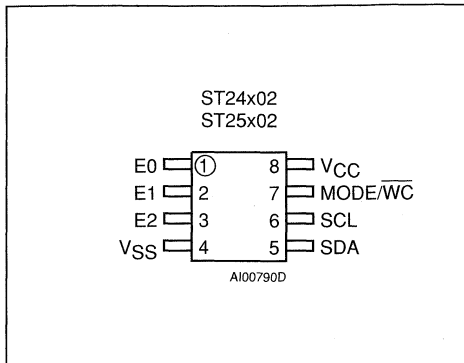 ST24x02
ST25x02
E0 1 8 VCC
E1 2 7 MODE/W̅C̅
E2 3 6 SCL
VSS 4 5 SDA
AI00790D